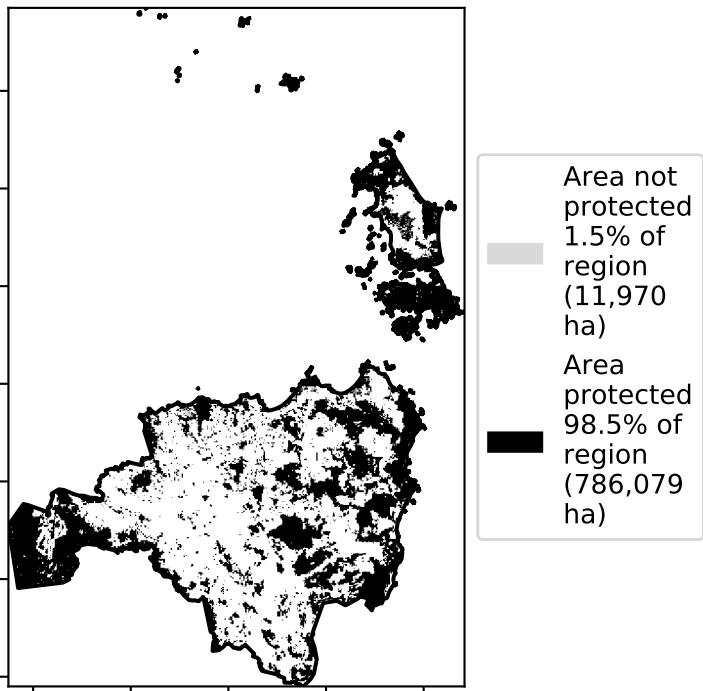 Area not
protected
1.5% of
region
(11,970
ha)
Area
protected
98.5% of
region
(786,079
ha)